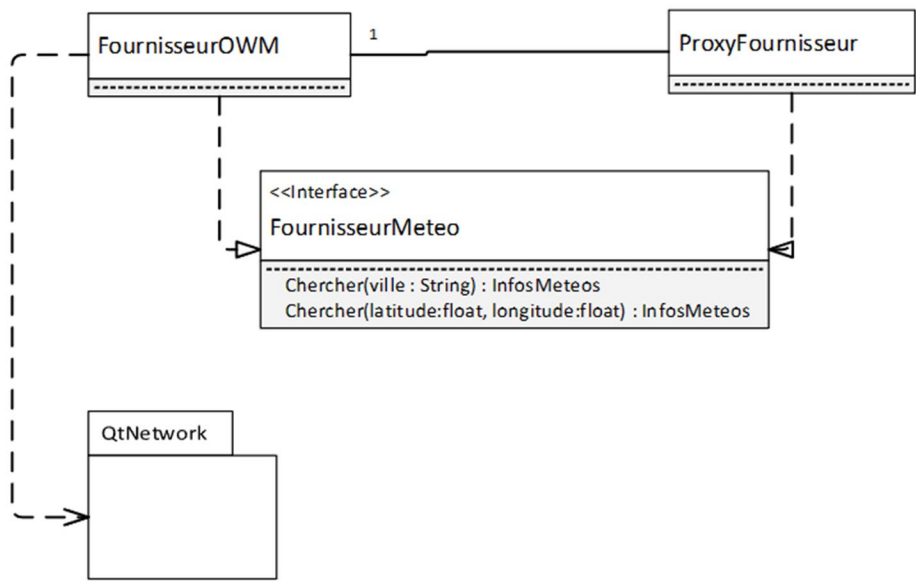 FournisseurOWM
1
ProxyFournisseur
<<Interface>>
FournisseurMeteo
Chercher(ville : String) : InfosMeteos
Chercher(latitude:float, longitude:float) : InfosMeteos
QtNetwork